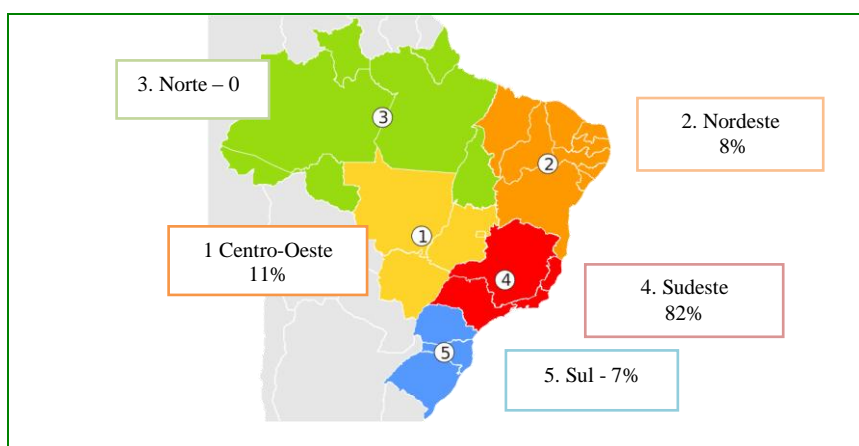 3. Norte – 0
3
2. Nordeste
8%
2
1 Centro-Oeste
11%
1
4
4. Sudeste
82%
5
5. Sul - 7%